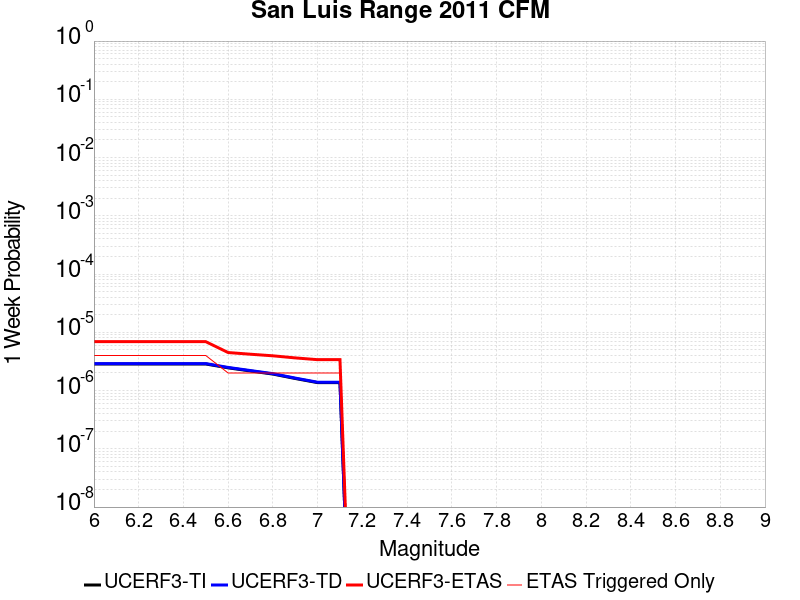 San Luis Range 2011 CFM
10^0
10^-1
10^-2
10^-3
10^-4
10^-5
10^-6
10^-7
10^-8
1 Week Probability
6 6.2 6.4 6.6 6.8 7 7.2 7.4 7.6 7.8 8 8.2 8.4 8.6 8.8 9
Magnitude
UCERF3-TI UCERF3-TD UCERF3-ETAS ETAS Triggered Only